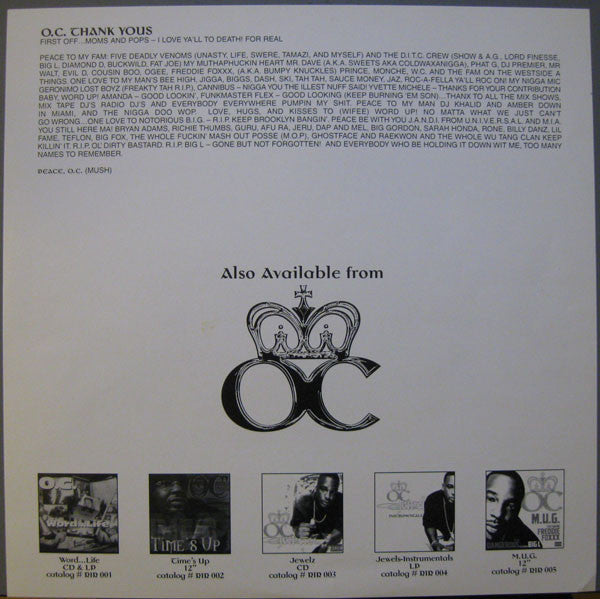 O.C. THANK YOUS
FIRST OFF...MOMS AND POPS – I LOVE YA'LL TO DEATH! FOR REAL
PEACE TO MY FAM: FIVE DEADLY VENOMS (UNASTY, LIFE, SWERE, TAMAZI, AND MYSELF) AND THE D.I.T.C. CREW (SHOW & A.G., LORD FINESSE,
BIG L, DIAMOND D, BUCKWILD, FAT JOE) MY MUTHAPHUCKIN HEART MR. DAVE (A.K.A. SWEETS AKA COLDWAXANIGGA), PHAT G, DJ PREMIER, MR
WALT, EVIL D, COUSIN BOO, OGEE, FREDDIE FOXXX, (A.K.A. BUMPY KNUCKLES) PRINCE, MONCHE, W.C. AND THE FAM ON THE WESTSIDE A
THINGS. ONE LOVE TO MY MAN'S BEE HIGH, JIGGA, BIGGS, DASH, SKI, TAH TAH, SAUCE MONEY, JAZ, ROC-A-FELLA YA'LL ROC ON! MY NIGGA MIC
GERONIMO LOST BOYZ (FREAKY TAH R.I.P), CANNIBUS – NIGGA YOU THE ILLEST NUFF SAID! YVETTE MICHELE – THANKS FOR YOUR CONTRIBUTION
BABY, WORD UP! AMANDA – GOOD LOOKIN', FUNKMASTER FLEX – GOOD LOOKING (KEEP BURNING 'EM SON)...THANX TO ALL THE MIX SHOWS,
MIX TAPE DJ'S RADIO DJ'S AND EVERYBODY EVERYWHERE PUMPIN MY SHIT. PEACE TO MY MAN DJ KHALID AND AMBER DOWN
IN MIAMI, AND THE NIGGA DOO WOP. LOVE, HUGS, AND KISSES TO (WIFEE) WORD UP! NO MATTA WHAT WE JUST CAN'T
GO WRONG...ONE LOVE TO NOTORIOUS B.I.G. – R.I.P. KEEP BROOKLYN BANGIN'. PEACE BE WITH YOU J.A.N.D.I. FROM U.N.I.V.E.R.S.A.L. AND M.I.A.
YOU STILL HERE MA! BRYAN ADAMS, RICHIE THUMBS, GURU, AFU RA, JERU, DAP AND MEL, BIG GORDON, SARAH HONDA, RONE, BILLY DANZ, LIL
FAME, TEFLON, BIG FOX, THE WHOLE FUCKIN' MASH OUT POSSE (M.O.P), GHOSTFACE AND RAEKWON AND THE WHOLE WU TANG CLAN KEEP
KILLIN' IT, R.I.P. OL' DIRTY BASTARD. R.I.P. BIG L – GONE BUT NOT FORGOTTEN! AND EVERYBODY WHO BE HOLDING IT DOWN WIT ME, TOO MANY
NAMES TO REMEMBER.
PEACE, O.C. (MUSH)
Also Available from
OC
O.C.
Word...Life
TIME'S UP
OC
OC
INSTRUMENTALS
OC
M.U.G.
FREDDIE
FOXXX
Word...Life
CD & LP
catalog # RIR 001
Time's Up
12"
catalog # RIR 002
Jewelz
CD
catalog # RIR 003
Jewels-Instrumentals
LP
catalog # RIR 004
M.U.G.
12"
catalog # RIR 005